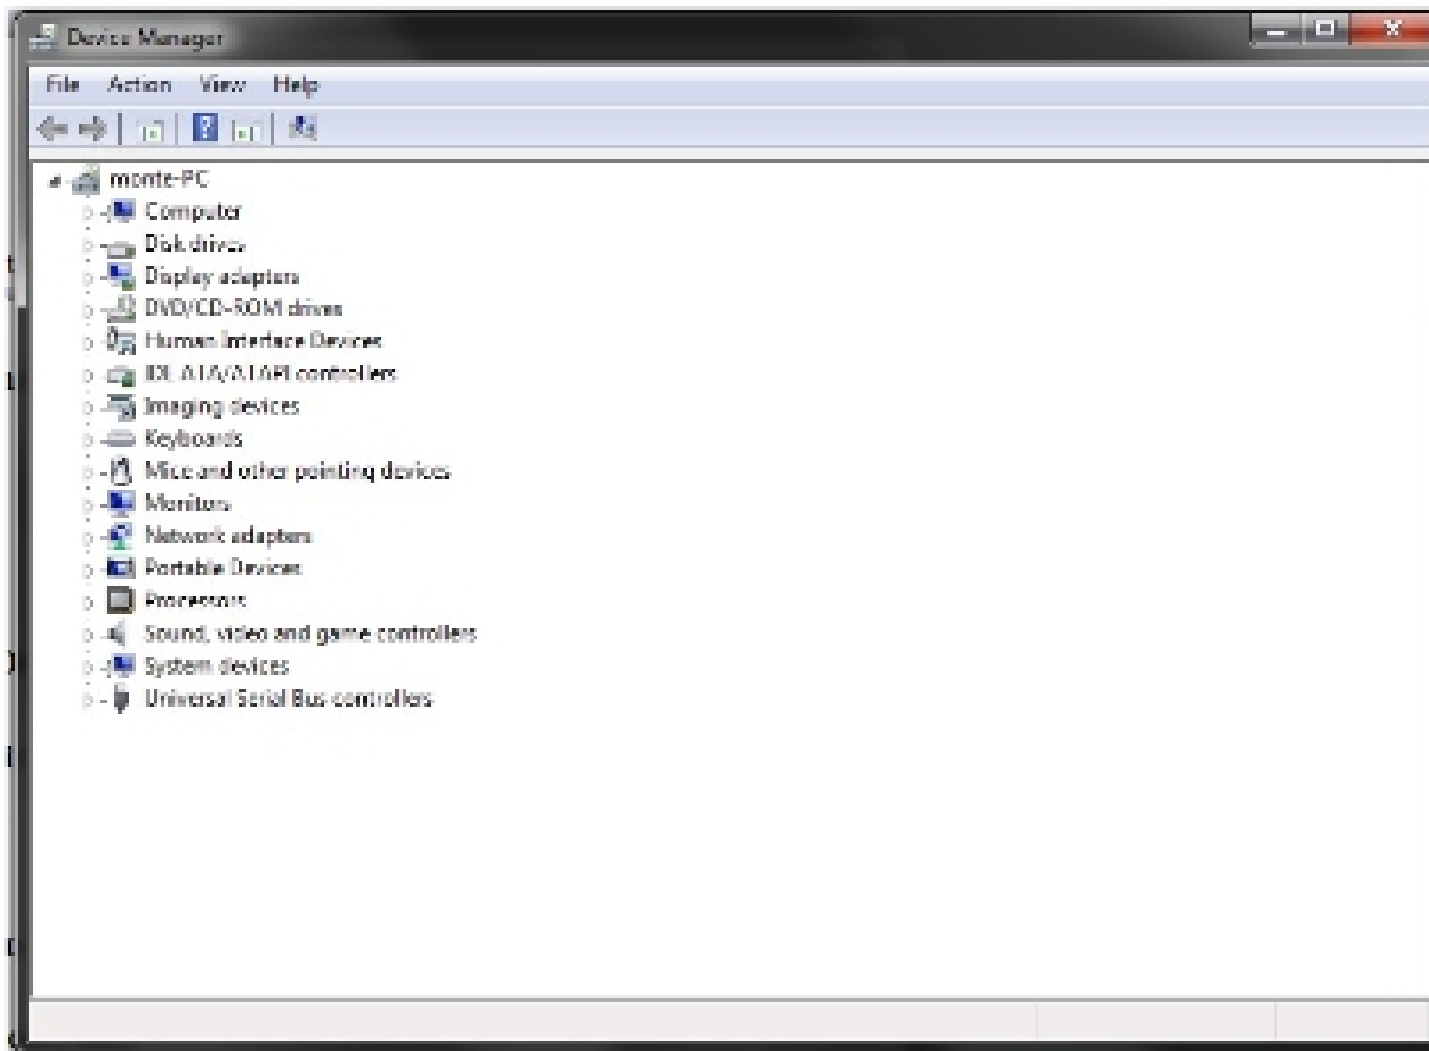 Device Manager
File Action View Help
monte-PC
Computer
Disk drives
Display adapters
DVD/CD-ROM drives
Human Interface Devices
IDE ATA/ATAPI controllers
Imaging devices
Keyboards
Mice and other pointing devices
Monitors
Network adapters
Portable Devices
Processors
Sound, video and game controllers
System devices
Universal Serial Bus controllers